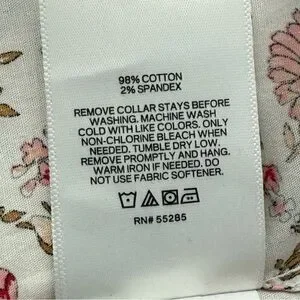 98% COTTON
2% SPANDEX
REMOVE COLLAR STAYS BEFORE
WASHING. MACHINE WASH
COLD WITH LIKE COLORS. ONLY
NON-CHLORINE BLEACH WHEN
NEEDED. TUMBLE DRY LOW.
REMOVE PROMPTLY AND HANG.
WARM IRON IF NEEDED. DO
NOT USE FABRIC SOFTENER.
RN# 55285